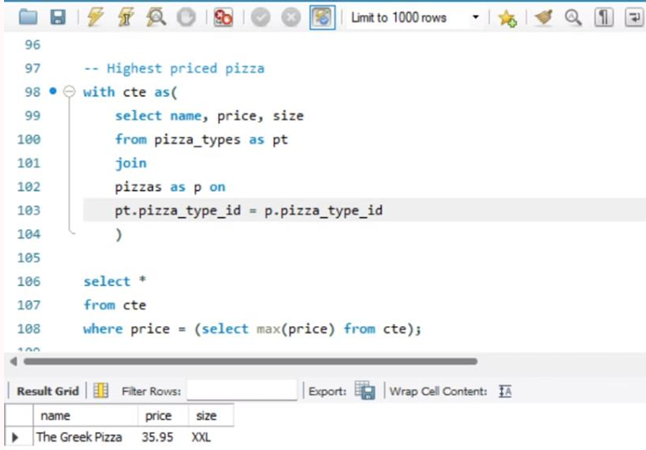 Limit to 1000 rows
96
97 -- Highest priced pizza
98 with cte as(
99 select name, price, size
100 from pizza_types as pt
101 join
102 pizzas as p on
103 pt.pizza_type_id = p.pizza_type_id
104 )
105
106 select *
107 from cte
108 where price = (select max(price) from cte);
Result Grid Filter Rows: Export: Wrap Cell Content: IA
name price size
The Greek Pizza 35.95 XXL